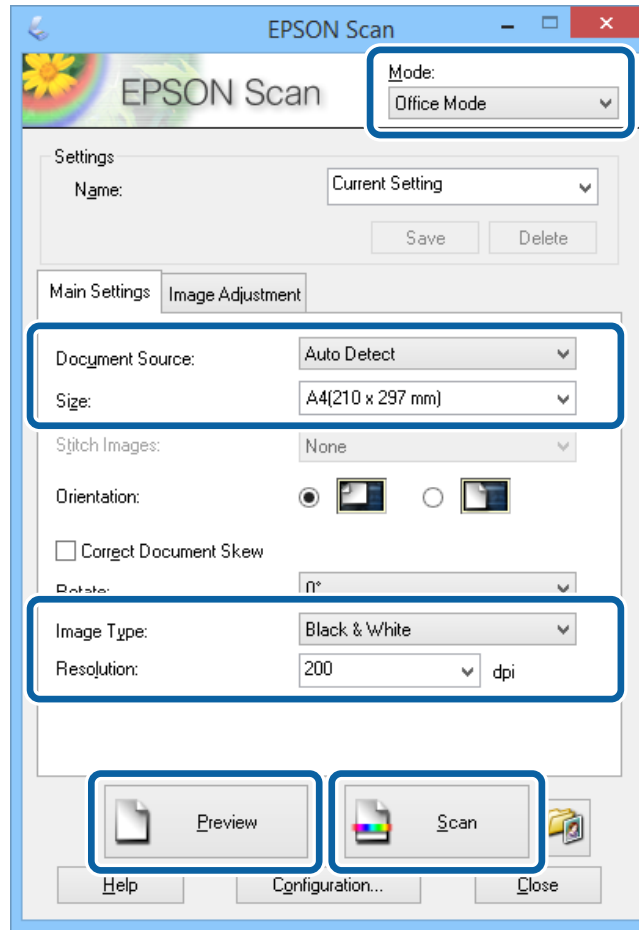 EPSON Scan
EPSON Scan
Mode:
Office Mode
Settings
Name:
Current Setting
Save
Delete
Main Settings
Image Adjustment
Document Source:
Auto Detect
Size:
A4(210 x 297 mm)
Stitch Images:
None
Orientation:
Correct Document Skew
Rotate:
0°
Image Type:
Black & White
Resolution:
200
dpi
Preview
Scan
Help
Configuration...
Close